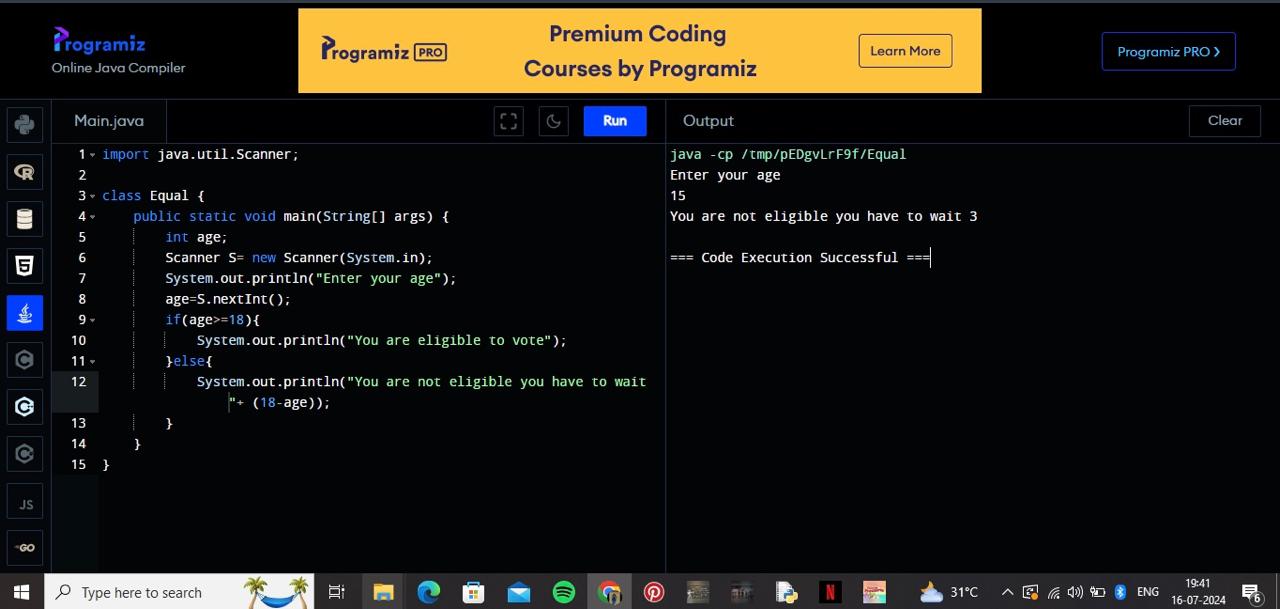 Programiz
Online Java Compiler
Programiz PRO
Premium Coding
Courses by Programiz
Learn More
Programiz PRO
Main.java
Run
Output
Clear
1 import java.util.Scanner;
2
3 class Equal {
4 public static void main(String[] args) {
5 int age;
6 Scanner S= new Scanner(System.in);
7 System.out.println("Enter your age");
8 age=S.nextInt();
9 if(age>=18){
10 System.out.println("You are eligible to vote");
11 }else{
12 System.out.println("You are not eligible you have to wait
"+ (18-age));
13 }
14 }
15 }
java -cp /tmp/pEDgvLrF9f/Equal
Enter your age
15
You are not eligible you have to wait 3
=== Code Execution Successful ===
R
5
JS
GO
Type here to search
N
31°C
ENG
19:41
16-07-2024
6